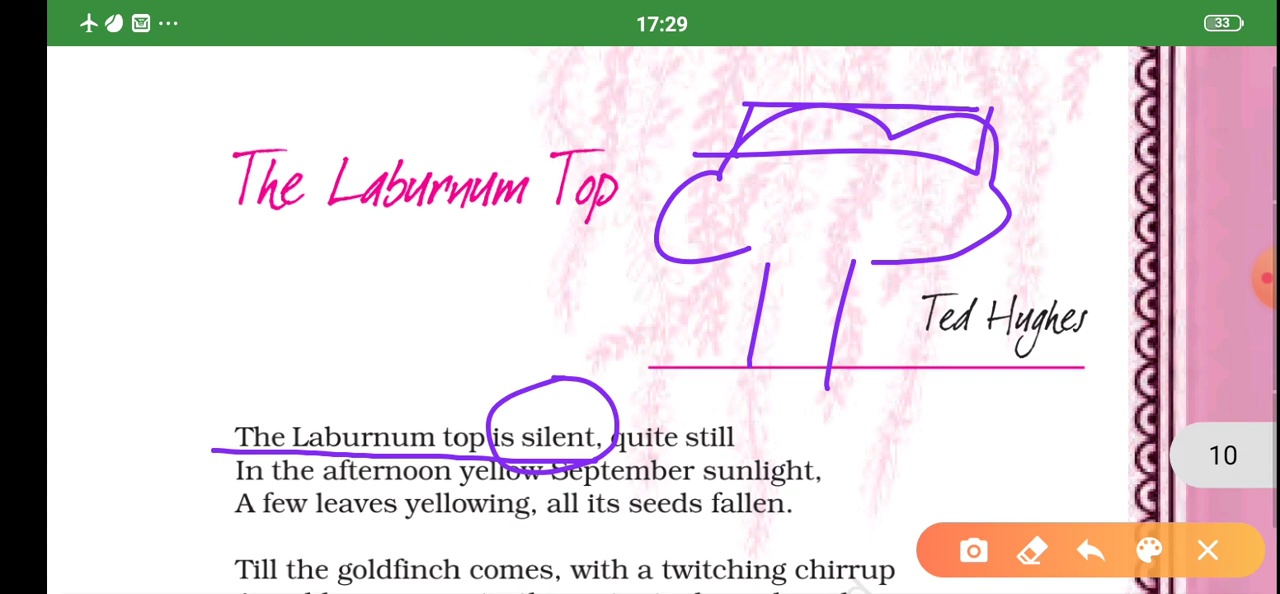 17:29
33
The Laburnum Top
Ted Hughes
The Laburnum top is silent, quite still
In the afternoon yellow September sunlight,
A few leaves yellowing, all its seeds fallen.
10
Till the goldfinch comes, with a twitching chirrup